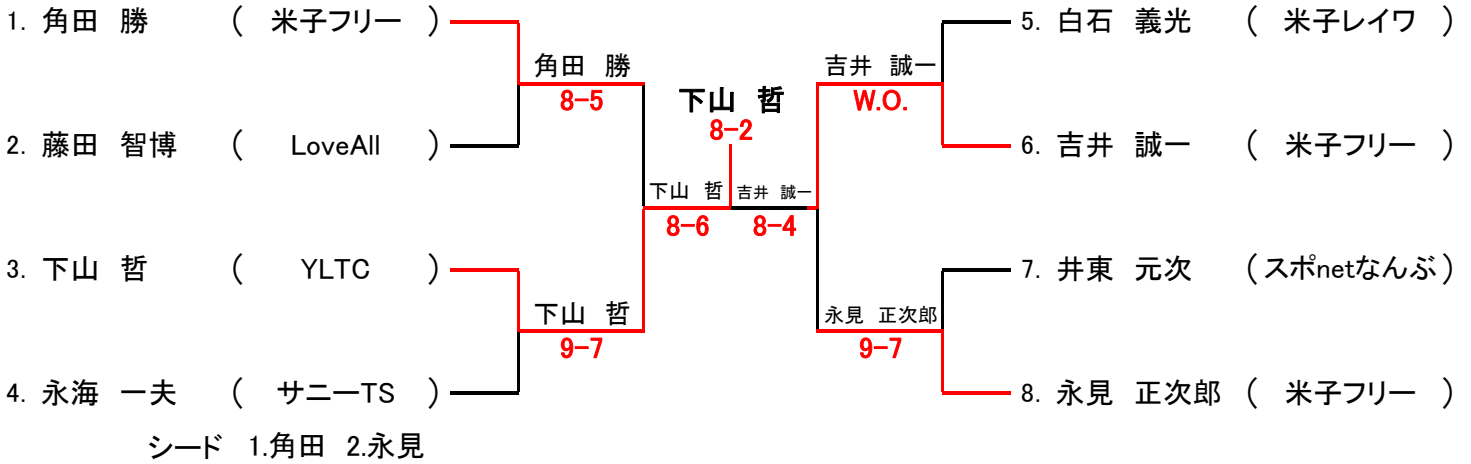 1. 角田 勝 ( 米子フリー )
角田 勝
8-5
2. 藤田 智博 ( LoveAll )
下山 哲
8-6
3. 下山 哲 ( YLTC )
下山 哲
9-7
4. 永海 一夫 ( サニーTS )
シード 1.角田 2.永見
下山 哲
8-2
5. 白石 義光 ( 米子レイワ )
吉井 誠一
W.O.
6. 吉井 誠一 ( 米子フリー )
吉井 誠一
8-4
7. 井東 元次 (スポnetなんぶ)
永見 正次郎
9-7
8. 永見 正次郎 ( 米子フリー )